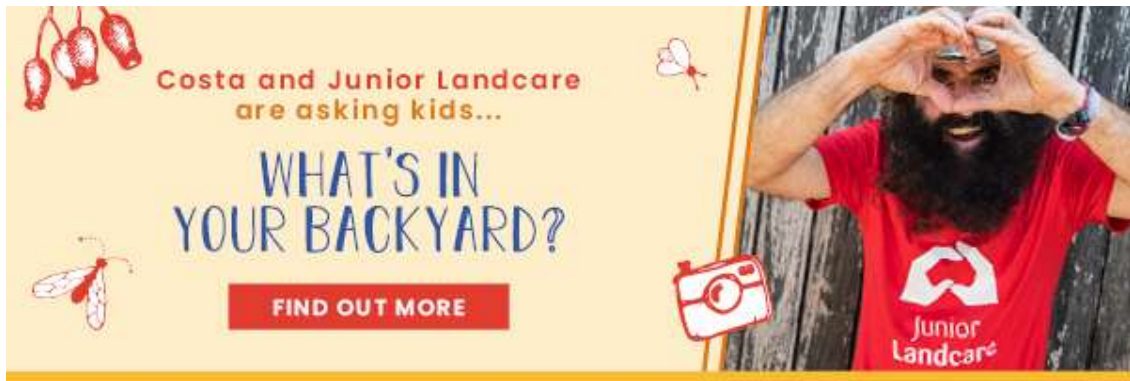 Costa and Junior Landcare
are asking kids...
WHAT'S IN
YOUR BACKYARD?
FIND OUT MORE
Junior
Landcare